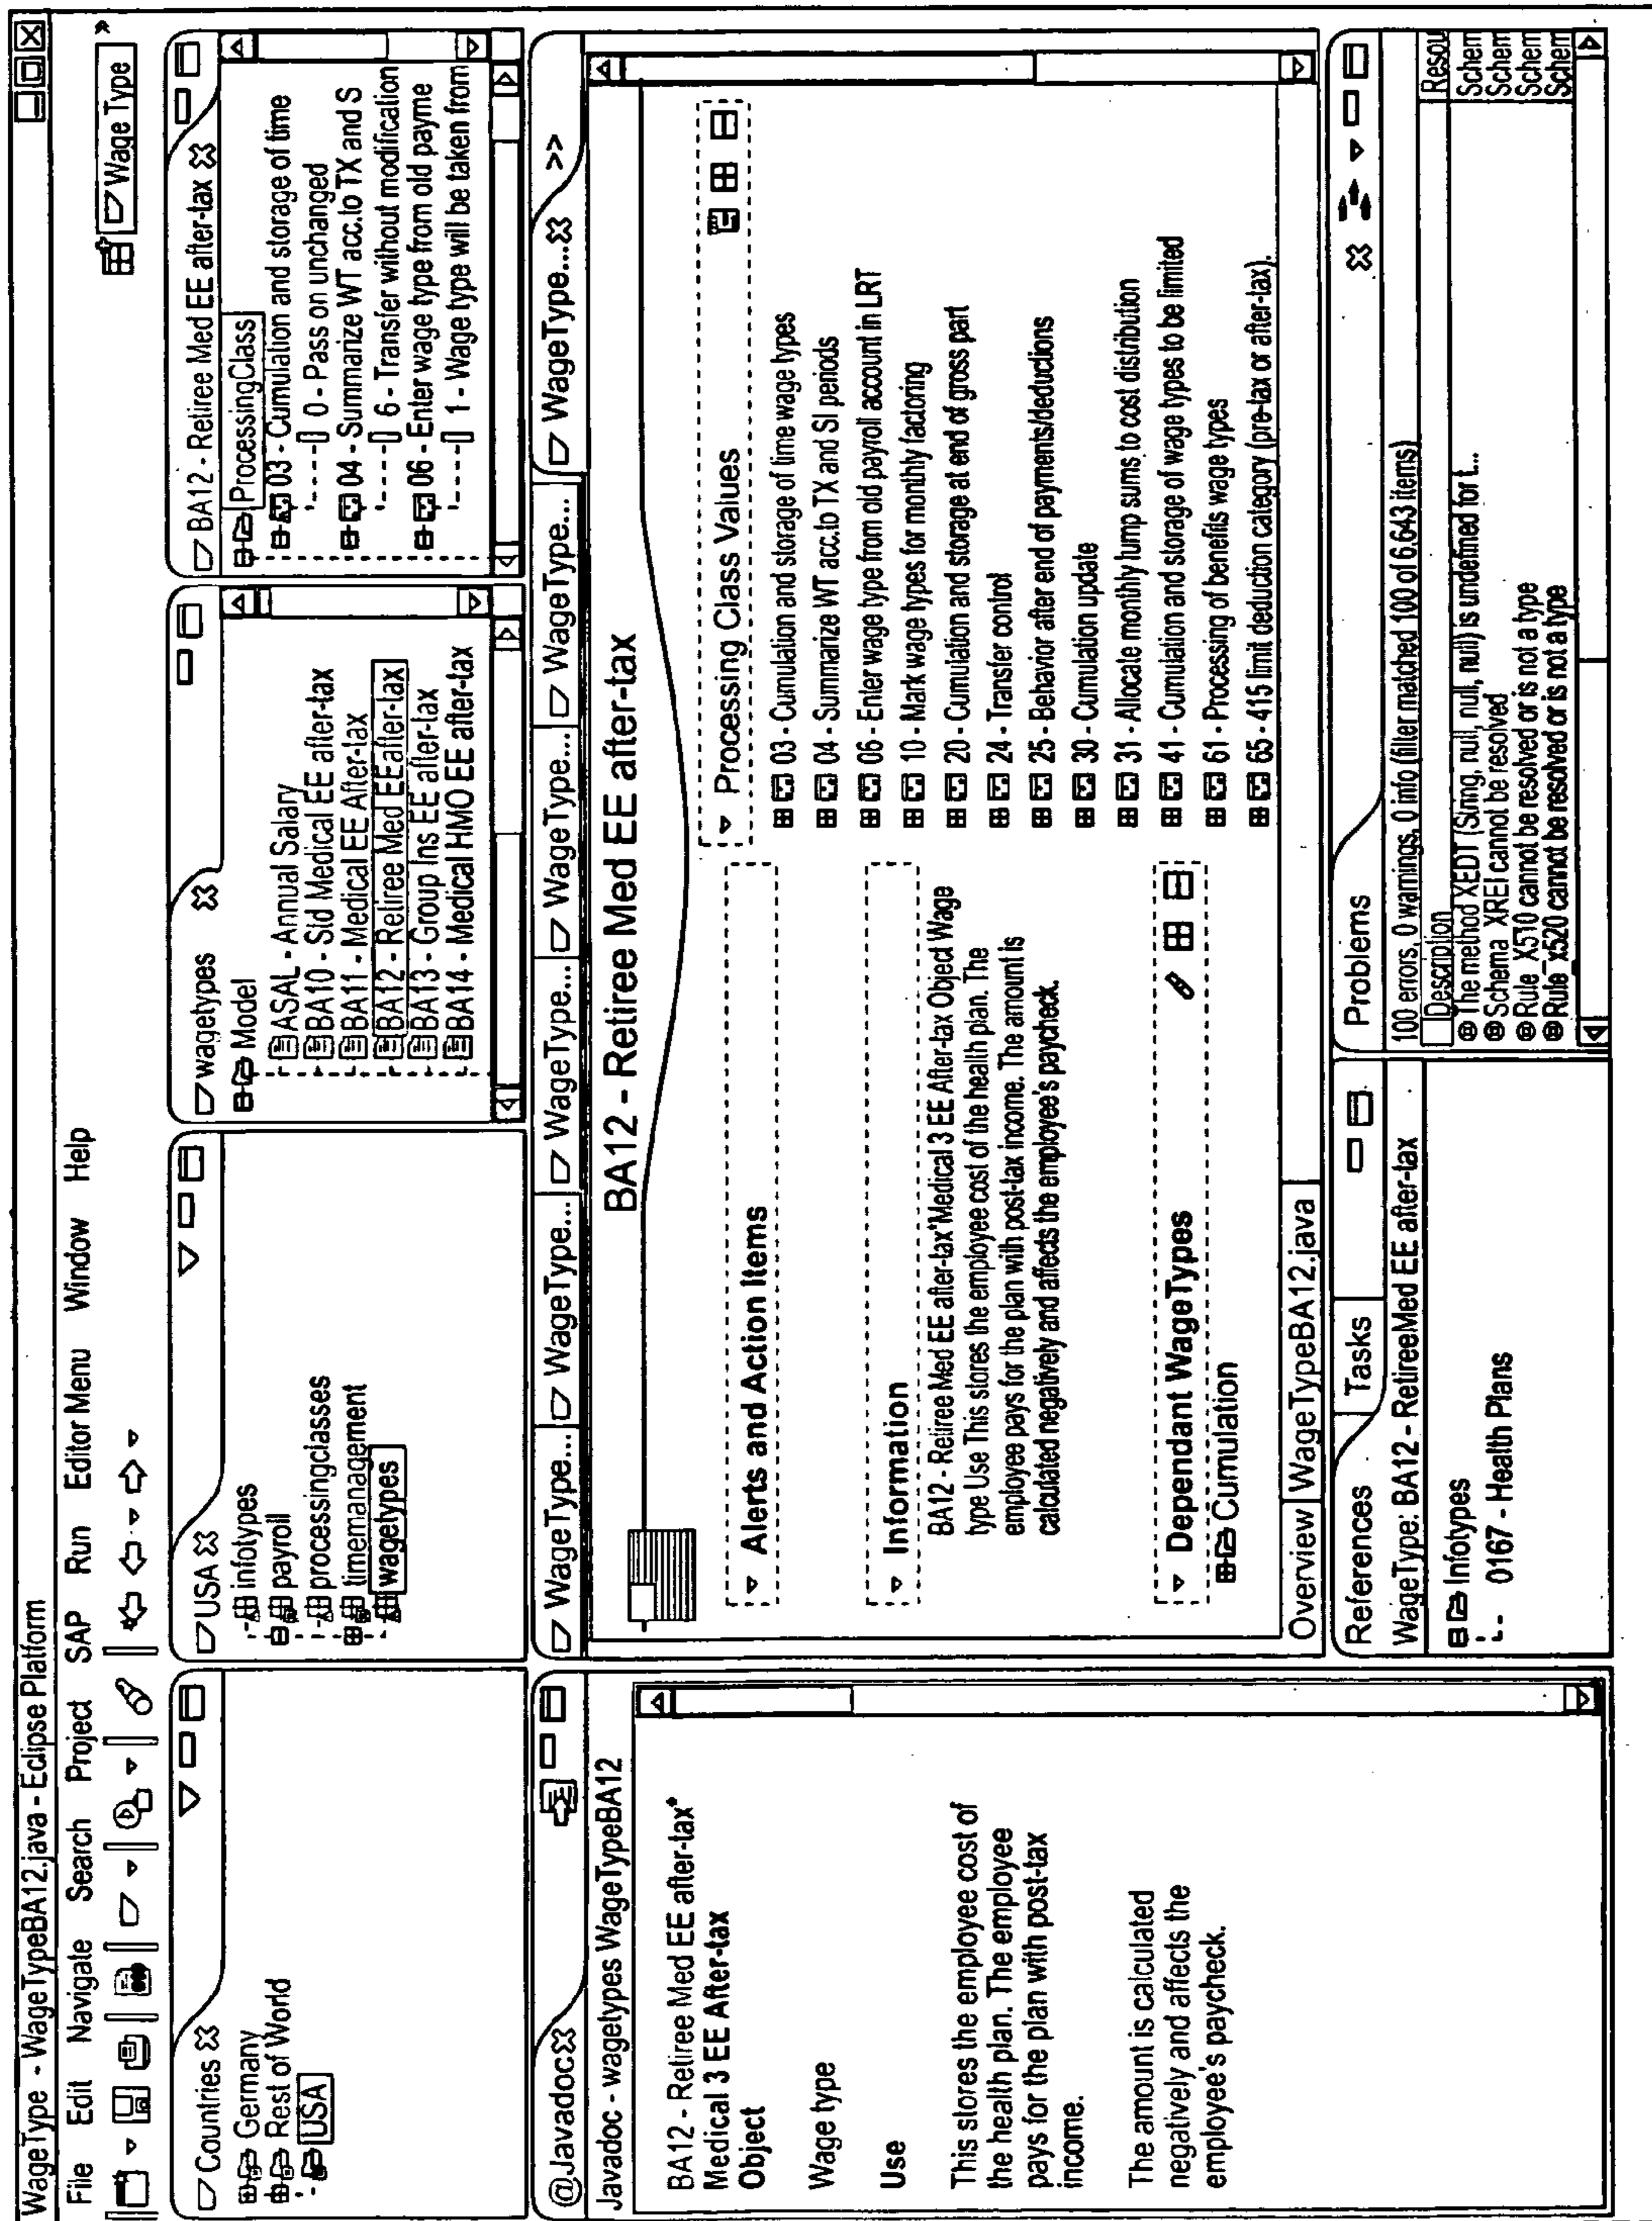 WageType - WageTypeBA12.java - Eclipse Platform
File Edit Navigate Search Project SAP Run Editor Menu Window Help
Wage Type »
Countries
Germany
Rest of World
USA
USA
infotypes
payroll
processingclasses
timemanagement
wagetypes
wagetypes
Model
ASAL - Annual Salary
BA10 - Sid Medical EE after-tax
BA11 - Medical EE After-tax
BA12 - Retiree Med EEafter-tax
BA13 - Group Ins EE after-tax
BA14 - Medical HMO EE after-tax
BA12 - Retiree Med EE after-tax
ProcessingClass
03 - Cumulation and storage of time
0 - Pass on unchanged
04 - Summarize WT acc.to TX and S
6 - Transfer without modification
06 - Enter wage type from old payme
1 - Wage type will be taken from
@Javadoc
Javadoc - wagetypes WageTypeBA12
BA12 - Retiree Med EE after-tax*
Medical 3 EE After-tax
Object
Wage type
Use
This stores the employee cost of
the health plan. The employee
pays for the plan with post-tax
income.
The amount is calculated
negatively and affects the
employee's paycheck.
WageType... WageType... WageType... WageType... WageType... WageType... >>
BA12 - Retiree Med EE after-tax
Alerts and Action Items
Information
BA12 - Retiree Med EE after-tax*Medical 3 EE After-tax Object Wage
type Use This stores the employee cost of the health plan. The
employee pays for the plan with post-tax income. The amount is
calculated negatively and affects the employee's paycheck.
Dependant WageTypes
Cumulation
Processing Class Values
03 - Cumulation and storage of time wage types
04 - Summarize WT acc.to TX and SI periods
06 - Enter wage type from old payroll account in LRT
10 - Mark wage types for monthly factoring
20 - Cumulation and storage at end of gross part
24 - Transfer control
25 - Behavior after end of payments/deductions
30 - Cumulation update
31 - Allocate monthly lump sums to cost distribution
41 - Cumulation and storage of wage types to be limited
61 - Processing of benefits wage types
65 - 415 limit deduction category (pre-tax or after-tax).
Overview WageTypeBA12.java
References Tasks
WageType: BA12 - RetireeMed EE after-tax
Infotypes
0167 - Health Plans
Problems
100 errors, 0 warnings, 0 info (filter matched 100 of 6,643 items)
Description Resou
The method XEDT (String, null, null, null) is undefined for t... Schem
Schema_XREI cannot be resolved Schem
Rule_X510 cannot be resolved or is not a type Schem
Rule_x520 cannot be resolved or is not a type Schem